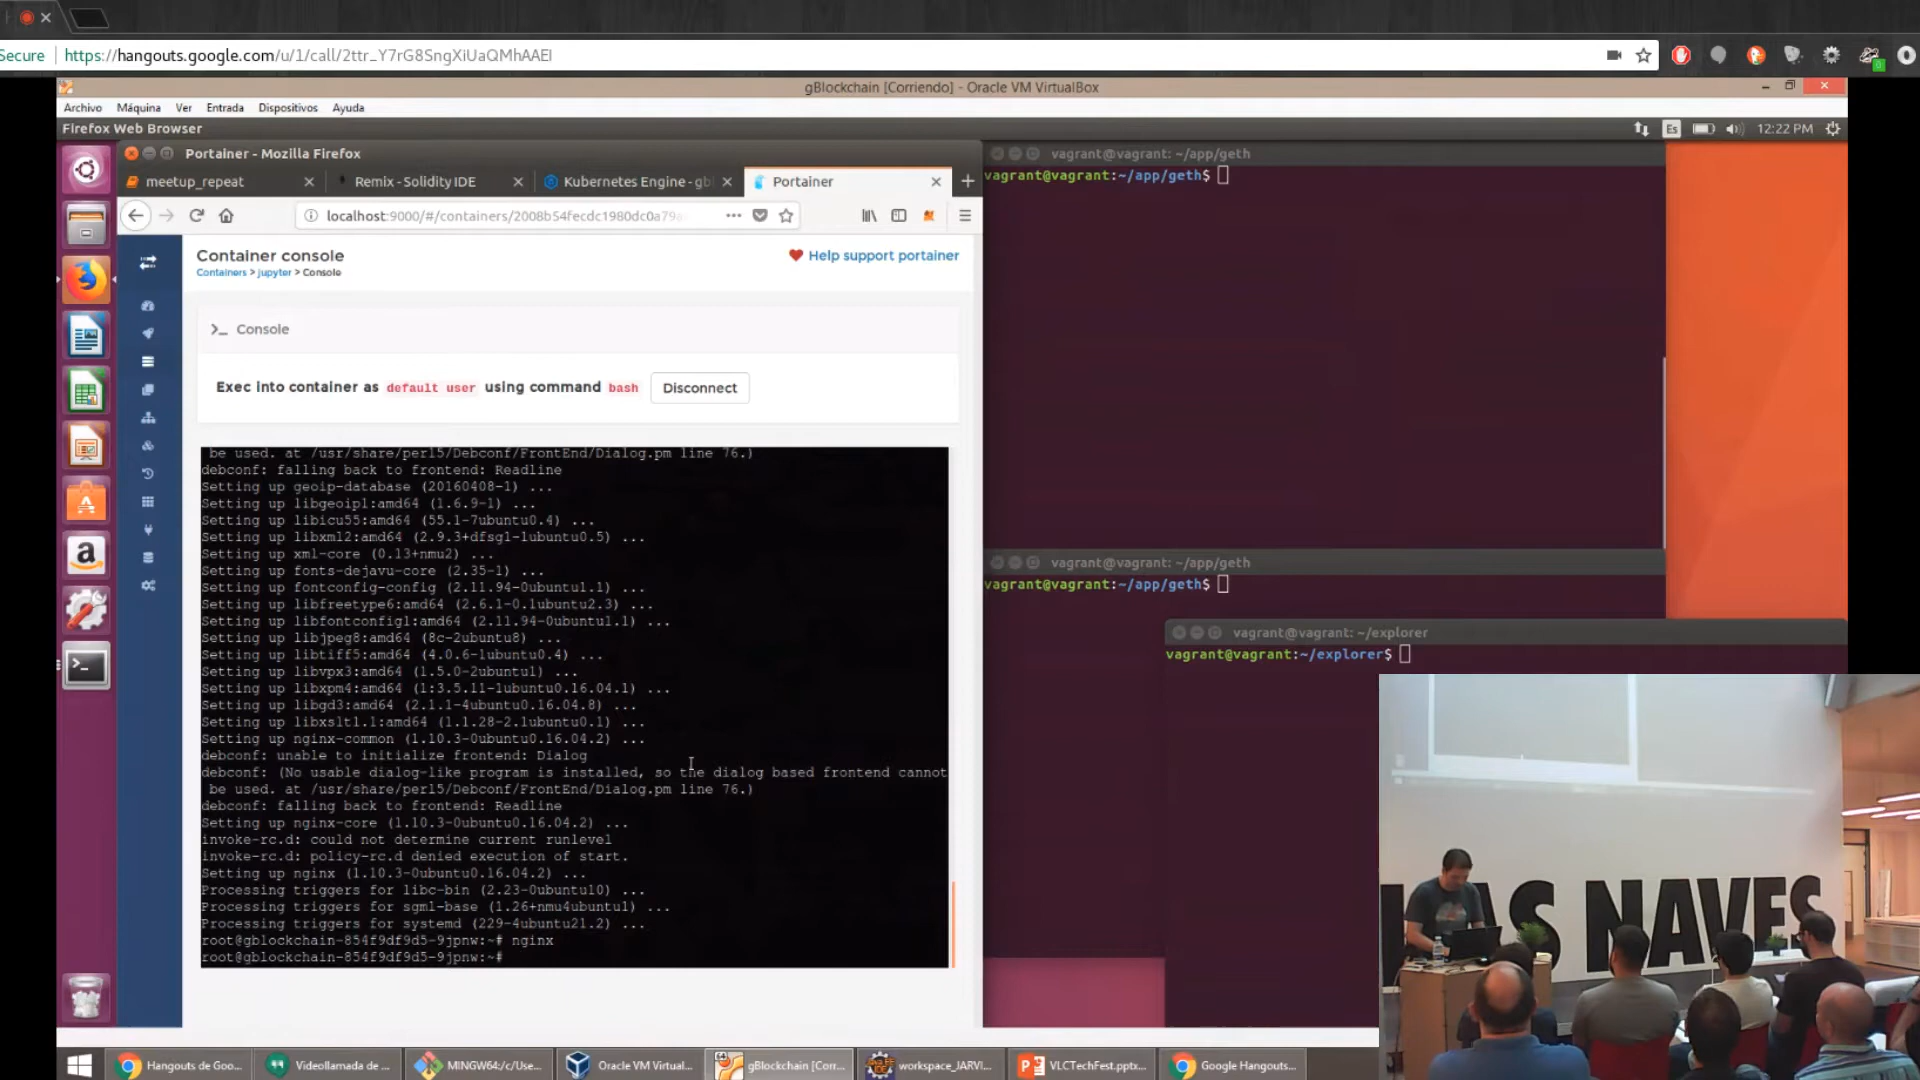 Secure
https://hangouts.google.com/u/1/call/2ttr_Y7rG8SngXiUaQMhAAEI
gBlockchain [Corriendo] - Oracle VM VirtualBox
Archivo Máquina Ver Entrada Dispositivos Ayuda
Firefox Web Browser
Es
12:22 PM
Portainer - Mozilla Firefox
meetup_repeat
Remix - Solidity IDE
Kubernetes Engine - gb
Portainer
localhost:9000/#/containers/2008b54fecdc1980dc0a79a
Container console
Containers > jupyter > Console
Help support portainer
>_ Console
Exec into container as default user using command bash
Disconnect
be used. at /usr/share/perl5/Debconf/FrontEnd/Dialog.pm line 76.)
debconf: falling back to frontend: Readline
Setting up geoip-database (20160408-1) ...
Setting up libgeoip1:amd64 (1.6.9-1) ...
Setting up libicu55:amd64 (55.1-7ubuntu0.4) ...
Setting up libxml2:amd64 (2.9.3+dfsg1-1ubuntu0.5) ...
Setting up xml-core (0.13+nmu2) ...
Setting up fonts-dejavu-core (2.35-1) ...
Setting up fontconfig-config (2.11.94-0ubuntu1.1) ...
Setting up libfreetype6:amd64 (2.6.1-0.1ubuntu2.3) ...
Setting up libfontconfig1:amd64 (2.11.94-0ubuntu1.1) ...
Setting up libjpeg8:amd64 (8c-2ubuntu8) ...
Setting up libtiff5:amd64 (4.0.6-1ubuntu0.4) ...
Setting up libvpx3:amd64 (1.5.0-2ubuntu1) ...
Setting up libxpm4:amd64 (1:3.5.11-1ubuntu0.16.04.1) ...
Setting up libgd3:amd64 (2.1.1-4ubuntu0.16.04.8) ...
Setting up libxslt1.1:amd64 (1.1.28-2.1ubuntu0.1) ...
Setting up nginx-common (1.10.3-0ubuntu0.16.04.2) ...
debconf: unable to initialize frontend: Dialog
debconf: (No usable dialog-like program is installed, so the dialog based frontend cannot
be used. at /usr/share/perl5/Debconf/FrontEnd/Dialog.pm line 76.)
debconf: falling back to frontend: Readline
Setting up nginx-core (1.10.3-0ubuntu0.16.04.2) ...
invoke-rc.d: could not determine current runlevel
invoke-rc.d: policy-rc.d denied execution of start.
Setting up nginx (1.10.3-0ubuntu0.16.04.2) ...
Processing triggers for libc-bin (2.23-0ubuntu10) ...
Processing triggers for sgml-base (1.26+nmu4ubuntu1) ...
Processing triggers for systemd (229-4ubuntu21.2) ...
root@gblockchain-854f9df9d5-9jpnw:~# nginx
root@gblockchain-854f9df9d5-9jpnw:~#
vagrant@vagrant: ~/app/geth
vagrant@vagrant:~/app/geth$
vagrant@vagrant: ~/app/geth
vagrant@vagrant:~/app/geth$
vagrant@vagrant: ~/explorer
vagrant@vagrant:~/explorer$
AS NAVES
Hangouts de Goo...
Videollamada de ...
MINGW64:/c/Use...
Oracle VM Virtual...
gBlockchain [Corr...
workspace_JARVI...
VLCTechFest.pptx...
Google Hangouts...